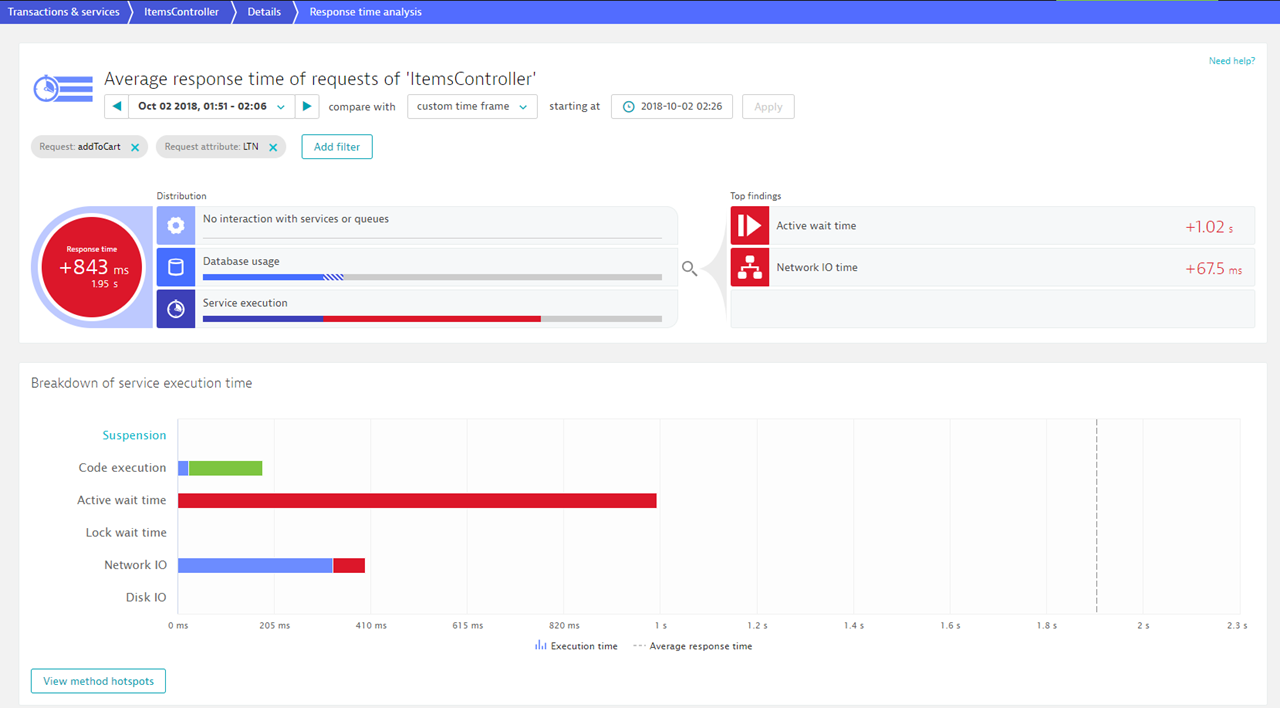 Transactions & services ItemsController Details Response time analysis
Need help?
Average response time of requests of 'ItemsController'
Oct 02 2018, 01:51 - 02:06 compare with custom time frame starting at 2018-10-02 02:26 Apply
Request: addToCart Request attribute: LTN Add filter
Distribution
Response time
+843 ms
1.95 s
No interaction with services or queues
Database usage
Service execution
Top findings
Active wait time +1.02 s
Network IO time +67.5 ms
Breakdown of service execution time
Suspension
Code execution
Active wait time
Lock wait time
Network IO
Disk IO
0 ms 205 ms 410 ms 615 ms 820 ms 1 s 1.2 s 1.4 s 1.6 s 1.8 s 2 s 2.3 s
Execution time Average response time
View method hotspots